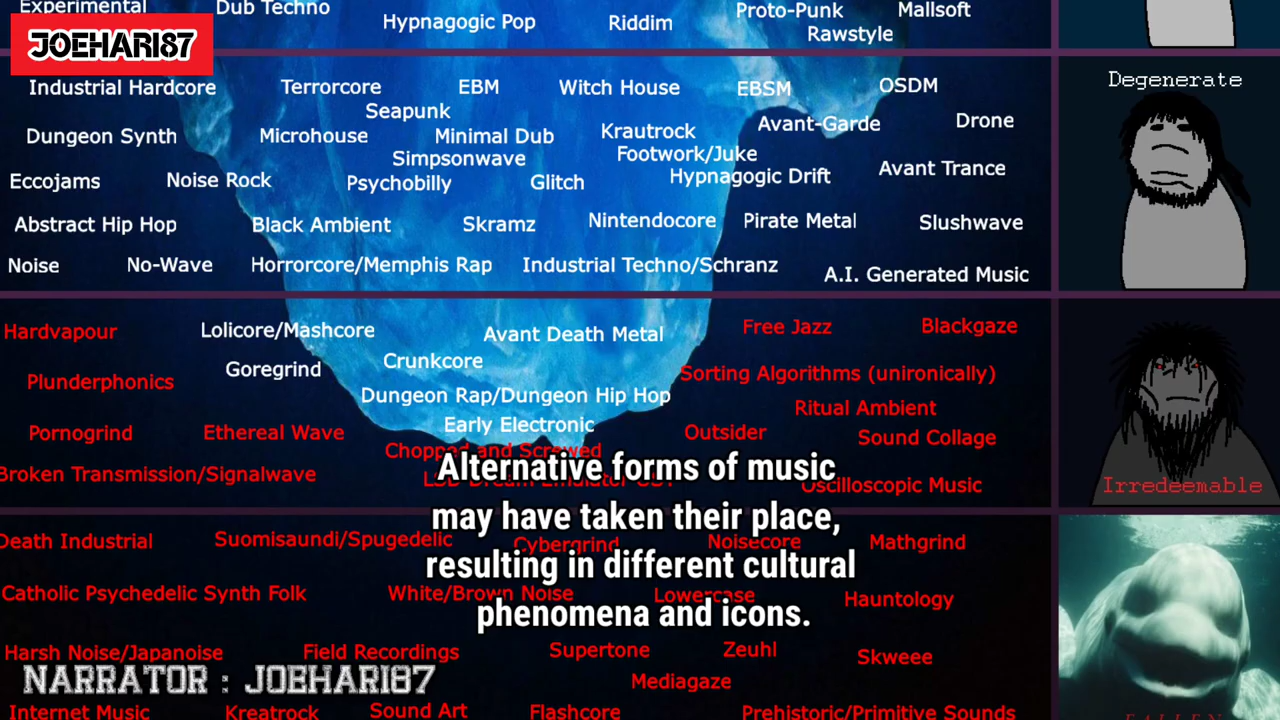 Experimental Dub Techno Hypnagogic Pop Riddim Proto-Punk Mallsoft
Rawstyle
JOEHARI87
Industrial Hardcore Terrorcore EBM Witch House EBSM OSDM
Seapunk
Dungeon Synth Microhouse Minimal Dub Krautrock Avant-Garde Drone
Simpsonwave Footwork/Juke
Eccojams Noise Rock Psychobilly Glitch Hypnagogic Drift Avant Trance
Abstract Hip Hop Black Ambient Skramz Nintendocore Pirate Metal Slushwave
Noise No-Wave Horrorcore/Memphis Rap Industrial Techno/Schranz A.I. Generated Music
Degenerate
Hardvapour Lolicore/Mashcore Avant Death Metal Free Jazz Blackgaze
Goregrind Crunkcore
Plunderphonics Sorting Algorithms (unironically)
Dungeon Rap/Dungeon Hip Hop Ritual Ambient
Pornogrind Ethereal Wave Early Electronic Outsider Sound Collage
Chopped and Screwed
Broken Transmission/Signalwave LSD Dream Emulator OST Oscilloscopic Music
Irredeemable
Alternative forms of music
may have taken their place,
resulting in different cultural
phenomena and icons.
Death Industrial Suomisaundi/Spugedelic Cybergrind Noisecore Mathgrind
Catholic Psychedelic Synth Folk White/Brown Noise Lowercase Hauntology
Harsh Noise/Japanoise Field Recordings Supertone Zeuhl Skweee
Mediagaze
NARRATOR : JOEHARI87
Internet Music Kreatrock Sound Art Flashcore Prehistoric/Primitive Sounds
FALLEN